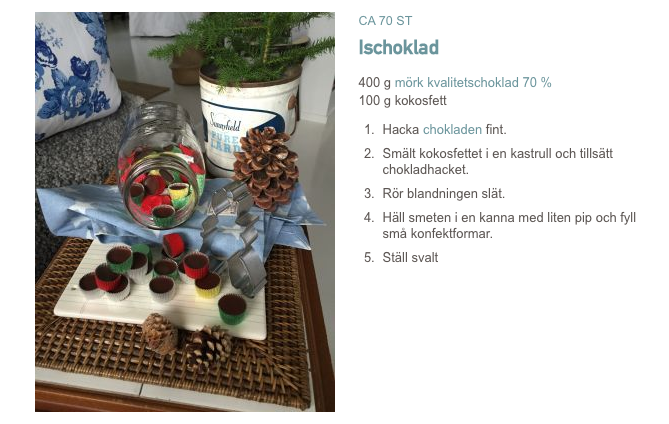 CA 70 ST
Ischoklad
400 g mörk kvalitetschoklad 70 %
100 g kokosfett
1. Hacka chokladen fint.
2. Smält kokosfettet i en kastrull och tillsätt
chokladhacket.
3. Rör blandningen slät.
4. Häll smeten i en kanna med liten pip och fyll
små konfektformar.
5. Ställ svalt
Sunnyfield
PURE
LARD